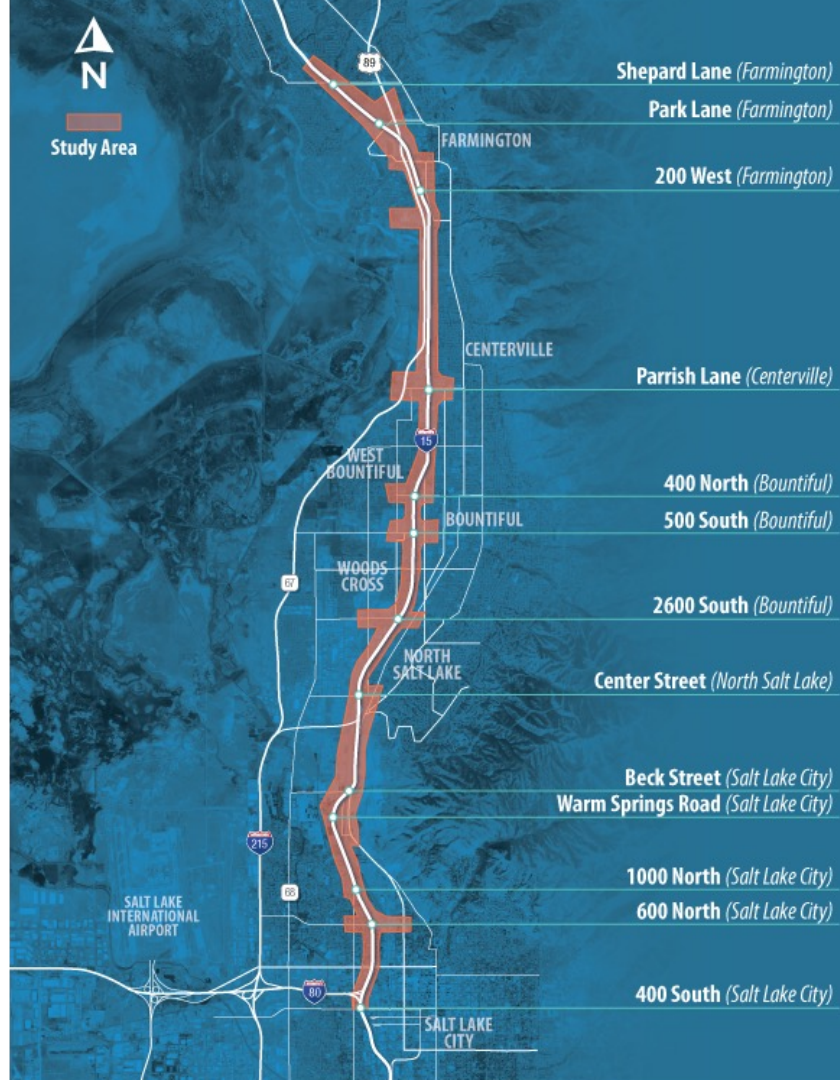 N
Study Area
89
Shepard Lane (Farmington)
Park Lane (Farmington)
FARMINGTON
200 West (Farmington)
CENTERVILLE
Parrish Lane (Centerville)
15
WEST
BOUNTIFUL
400 North (Bountiful)
BOUNTIFUL
500 South (Bountiful)
WOODS
CROSS
67
2600 South (Bountiful)
NORTH
SALT LAKE
Center Street (North Salt Lake)
Beck Street (Salt Lake City)
Warm Springs Road (Salt Lake City)
215
1000 North (Salt Lake City)
68
SALT LAKE
INTERNATIONAL
AIRPORT
600 North (Salt Lake City)
80
400 South (Salt Lake City)
SALT LAKE
CITY